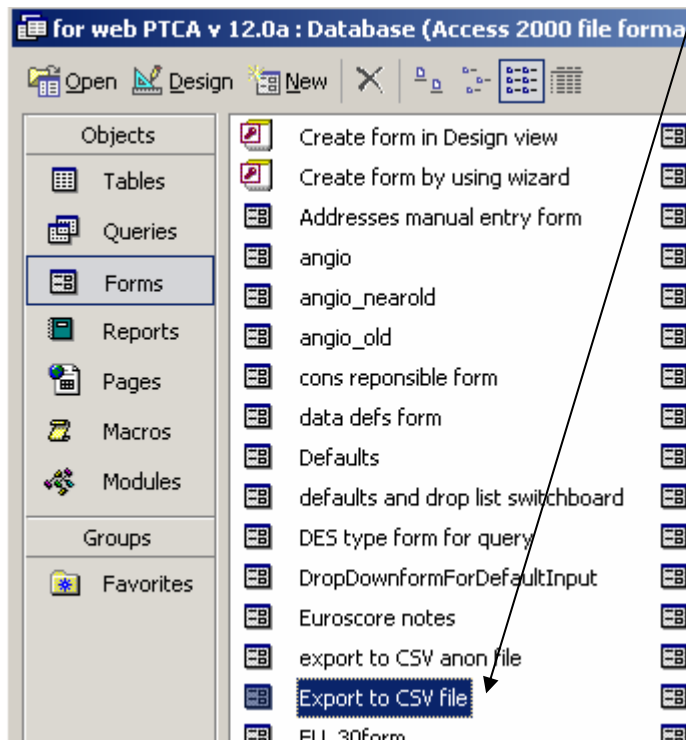 for web PTCA v 12.0a : Database (Access 2000 file forma
Open Design New
Objects
Tables
Queries
Forms
Reports
Pages
Macros
Modules
Groups
Favorites
Create form in Design view
Create form by using wizard
Addresses manual entry form
angio
angio_nearold
angio_old
cons reponsible form
data defs form
Defaults
defaults and drop list switchboard
DES type form for query
DropDownformForDefaultInput
Euroscore notes
export to CSV anon file
Export to CSV file